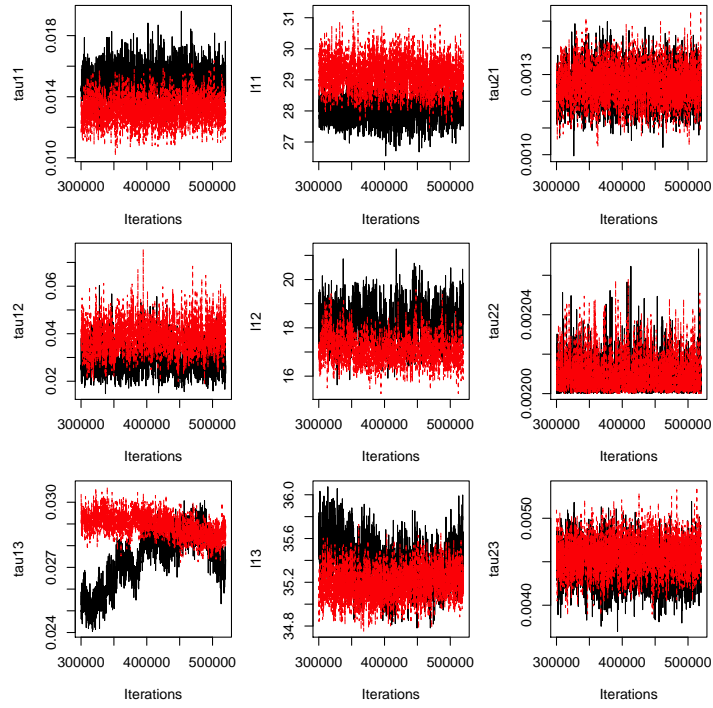 tau11
0.010 0.014 0.018
300000 400000 500000
Iterations
l11
27 28 29 30 31
300000 400000 500000
Iterations
tau21
0.0010 0.0013
300000 400000 500000
Iterations
tau12
0.02 0.04 0.06
300000 400000 500000
Iterations
l12
16 17 18 20
300000 400000 500000
Iterations
tau22
0.00200 0.00204
300000 400000 500000
Iterations
tau13
0.024 0.027 0.030
300000 400000 500000
Iterations
l13
34.8 35.2 35.6 36.0
300000 400000 500000
Iterations
tau23
0.0040 0.0050
300000 400000 500000
Iterations